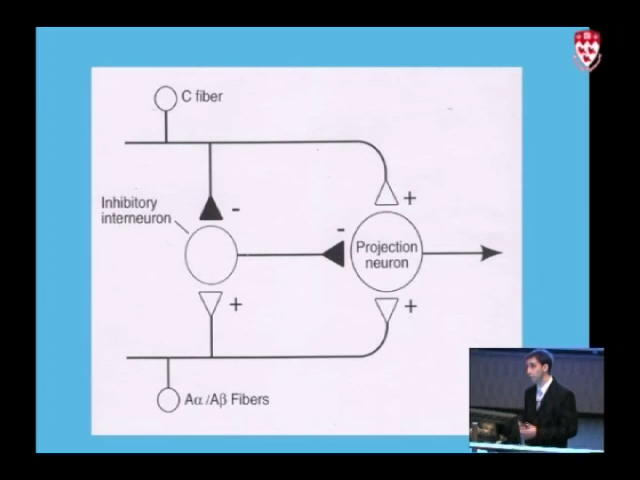 C fiber
+
Inhibitory
interneuron
-
-
Projection
neuron
+
+
Aα/Aβ Fibers